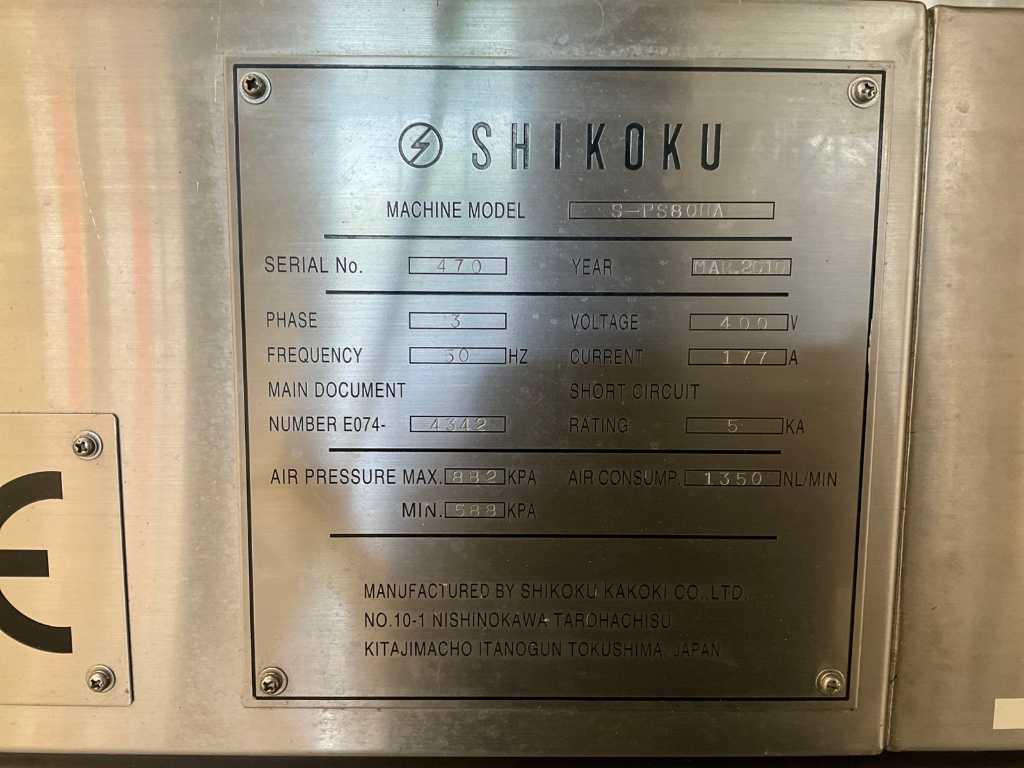 SHIKOKU
MACHINE MODEL
SERIAL No. 470 YEAR MAR.2010
PHASE 3 VOLTAGE 400 V
FREQUENCY 50 HZ CURRENT 177 A
MAIN DOCUMENT SHORT CIRCUIT
NUMBER E074- 4342 RATING 5 KA
AIR PRESSURE MAX. 882 KPA AIR CONSUMP. 1350 NL/MIN
MIN. 588 KPA
MANUFACTURED BY SHIKOKU KAKOKI CO.,LTD.
NO.10-1 NISHINOKAWA TAROHACHISU
KITAJIMACHO ITANOGUN TOKUSHIMA, JAPAN
CE